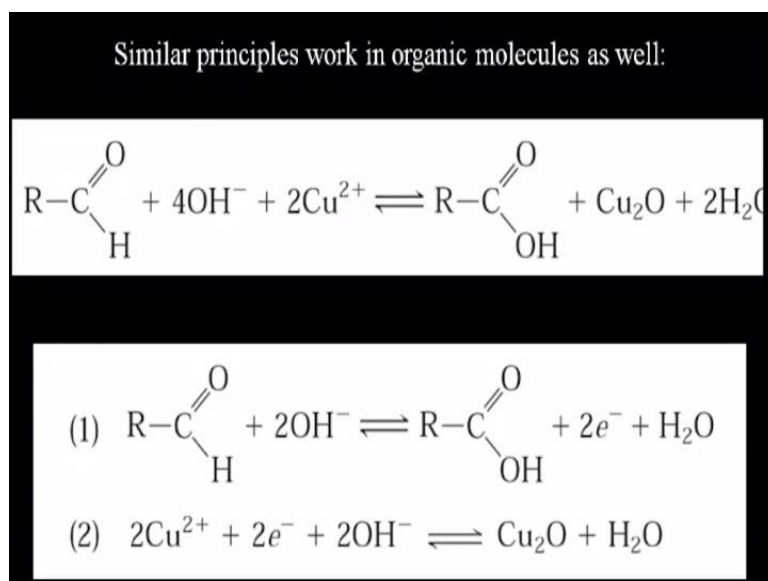 Similar principles work in organic molecules as well:
O
R–C + 4OH⁻ + 2Cu²⁺ ⇌ R–C + Cu₂O + 2H₂O
H OH
O O
(1) R–C + 2OH⁻ ⇌ R–C + 2e⁻ + H₂O
H OH
(2) 2Cu²⁺ + 2e⁻ + 2OH⁻ ⇌ Cu₂O + H₂O